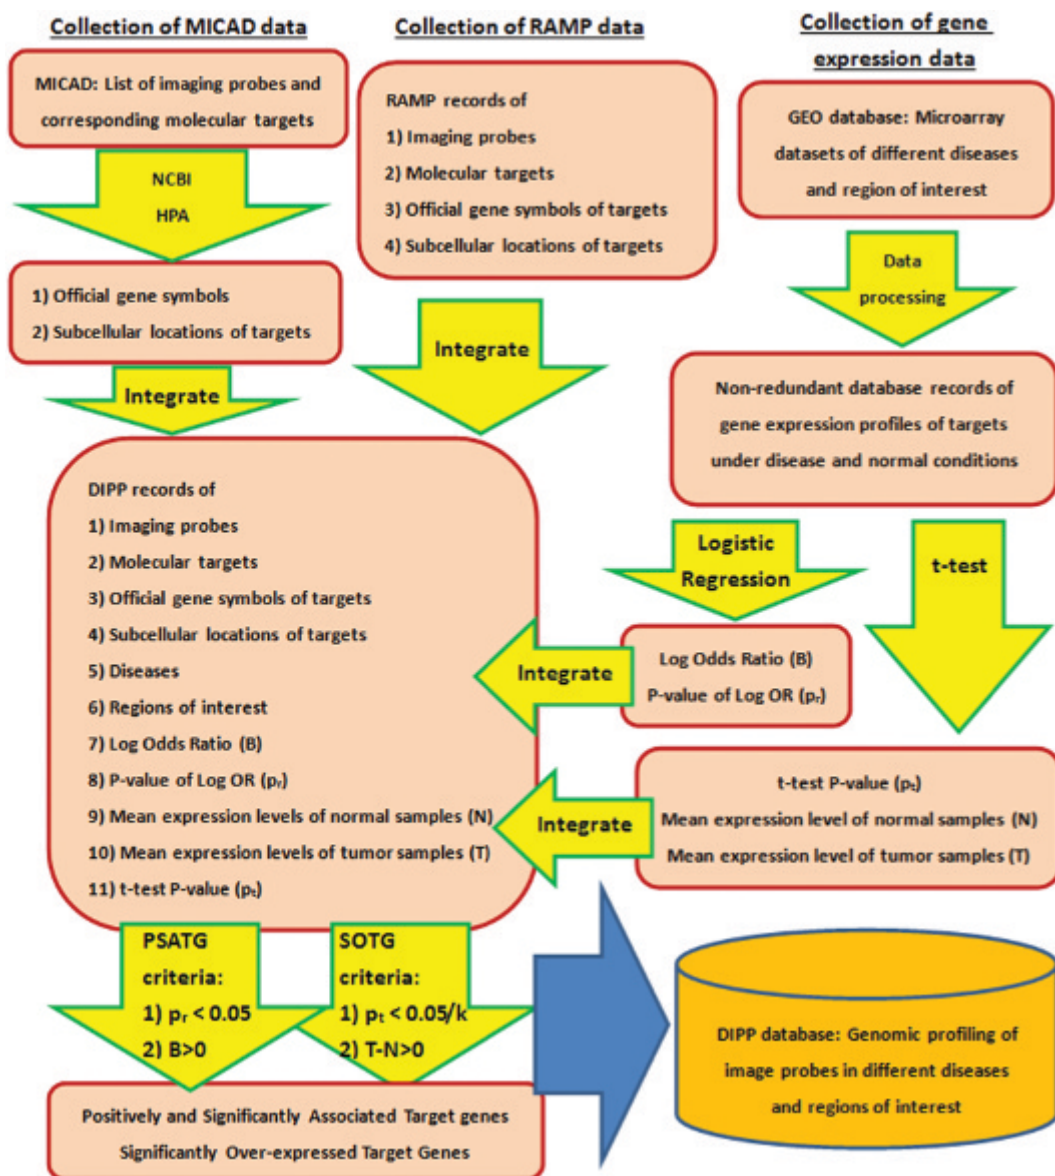 Collection of MICAD data
MICAD: List of imaging probes and
corresponding molecular targets
NCBI
HPA
1) Official gene symbols
2) Subcellular locations of targets
Integrate
Collection of RAMP data
RAMP records of
1) Imaging probes
2) Molecular targets
3) Official gene symbols of targets
4) Subcellular locations of targets
Integrate
Collection of gene
expression data
GEO database: Microarray
datasets of different diseases
and region of interest
Data
processing
Non-redundant database records of
gene expression profiles of targets
under disease and normal conditions
Logistic
Regression
t-test
Log Odds Ratio (B)
P-value of Log OR (pᵣ)
Integrate
t-test P-value (pₜ)
Mean expression level of normal samples (N)
Mean expression level of tumor samples (T)
Integrate
DIPP records of
1) Imaging probes
2) Molecular targets
3) Official gene symbols of targets
4) Subcellular locations of targets
5) Diseases
6) Regions of interest
7) Log Odds Ratio (B)
8) P-value of Log OR (pᵣ)
9) Mean expression levels of normal samples (N)
10) Mean expression levels of tumor samples (T)
11) t-test P-value (pₜ)
PSATG
criteria:
1) pᵣ < 0.05
2) B>0
SOTG
criteria:
1) pₜ < 0.05/k
2) T-N>0
Positively and Significantly Associated Target genes
Significantly Over-expressed Target Genes
DIPP database: Genomic profiling of
image probes in different diseases
and regions of interest